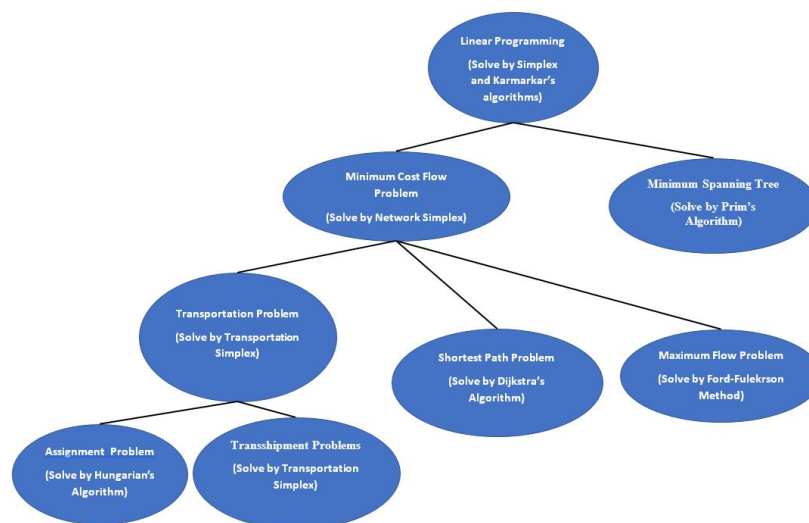 Linear Programming
(Solve by Simplex
and Karmarkar's
algorithms)
Minimum Cost Flow
Problem
(Solve by Network Simplex)
Minimum Spanning Tree
(Solve by Prim's
Algorithm)
Transportation Problem
(Solve by Transportation
Simplex)
Shortest Path Problem
(Solve by Dijkstra's
Algorithm)
Maximum Flow Problem
(Solve by Ford-Fulekrson
Method)
Assignment Problem
(Solve by Hungarian's
Algorithm)
Transshipment Problems
(Solve by Transportation
Simplex)